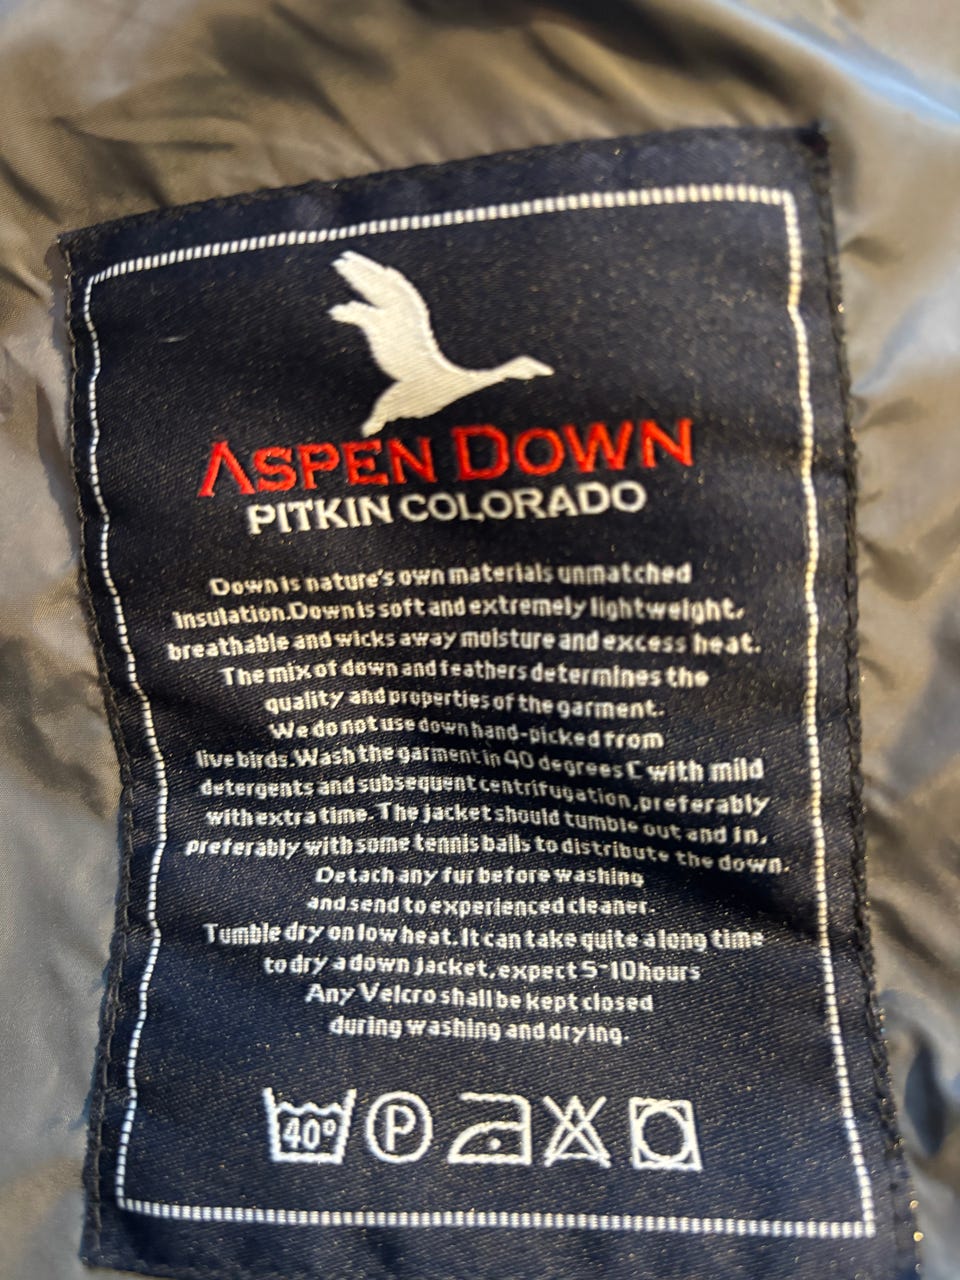 ASPEN DOWN
PITKIN COLORADO
Down is nature's own materials unmatched
insulation.Down is soft and extremely lightweight,
breathable and wicks away moisture and excess heat.
The mix of down and feathers determines the
quality and properties of the garment.
We do not use down hand-picked from
live birds.Wash the garment in 40 degrees C with mild
detergents and subsequent centrifugation,preferably
with extra time. The jacket should tumble out and in,
preferably with some tennis balls to distribute the down.
Detach any fur before washing
and send to experienced cleaner.
Tumble dry on low heat.It can take quite a long time
to dry a down jacket,expect 5-10hours
Any Velcro shall be kept closed
during washing and drying.
40° P